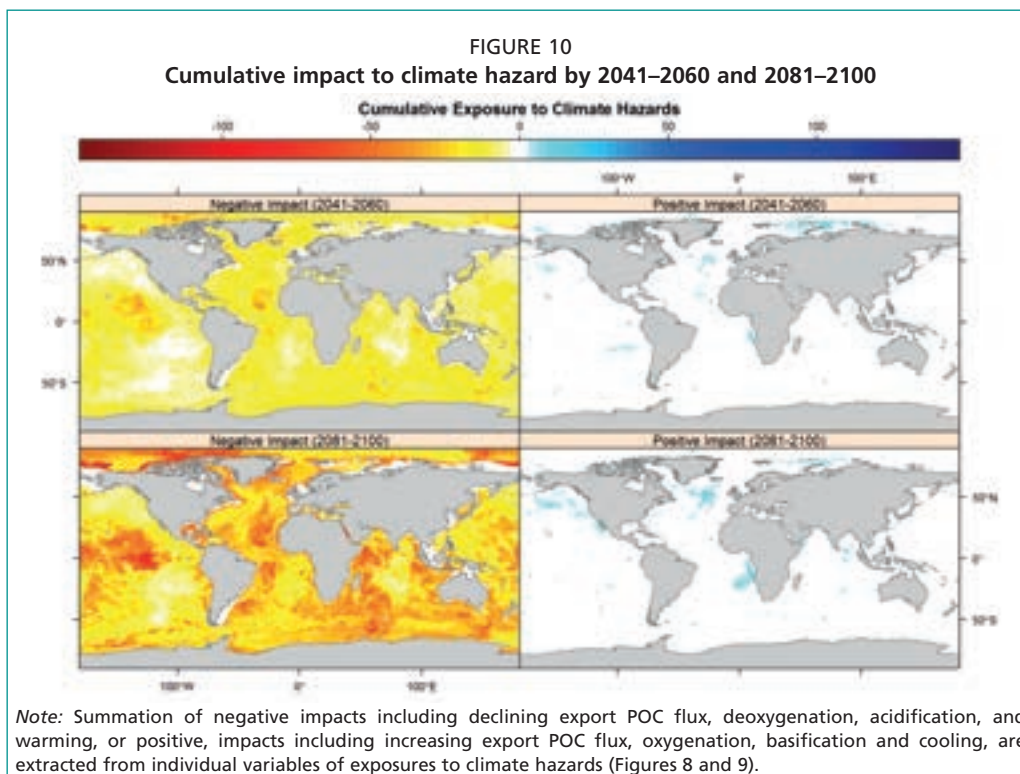 FIGURE 10
Cumulative impact to climate hazard by 2041–2060 and 2081–2100
Cumulative Exposure to Climate Hazards
-100 -50 0 50 100
100°W 0° 100°E
Negative Impact (2041-2060) Positive Impact (2041-2060)
50°N
0°
50°S
Negative Impact (2081-2100) Positive Impact (2081-2100)
50°N
0°
50°S
100°W 0° 100°E
Note: Summation of negative impacts including declining export POC flux, deoxygenation, acidification, and
warming, or positive, impacts including increasing export POC flux, oxygenation, basification and cooling, are
extracted from individual variables of exposures to climate hazards (Figures 8 and 9).